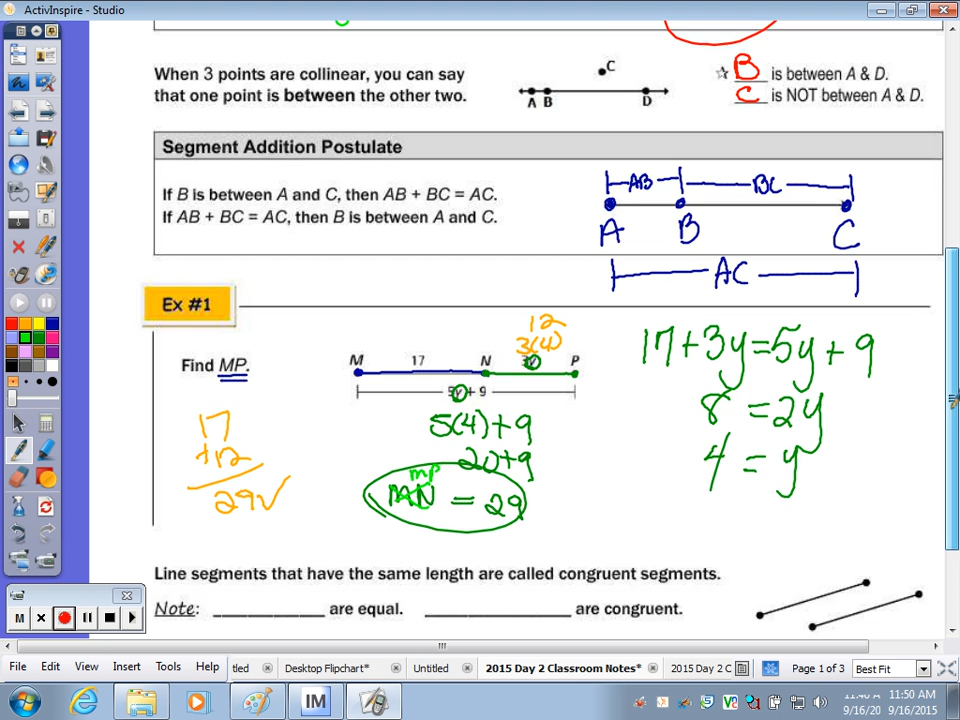 ActivInspire - Studio
When 3 points are collinear, you can say
that one point is between the other two.
C
A B D
☆ B is between A & D.
C is NOT between A & D.
Segment Addition Postulate
If B is between A and C, then AB + BC = AC.
If AB + BC = AC, then B is between A and C.
AB BC
A B C
AC
Ex #1
Find MP.
12
3(4)
M 17 N 3y P
5y + 9
5(4)+9
20+9
mp
MN = 29
17
+12
29✓
17+3y=5y+9
8 = 2y
4 = y
Line segments that have the same length are called congruent segments.
Note: ____________ are equal. ________________ are congruent.
M
File Edit View Insert Tools Help
tled Desktop Flipchart* Untitled 2015 Day 2 Classroom Notes* 2015 Day 2 C
Page 1 of 3 Best Fit
IM
11:50 AM
9/16/2015